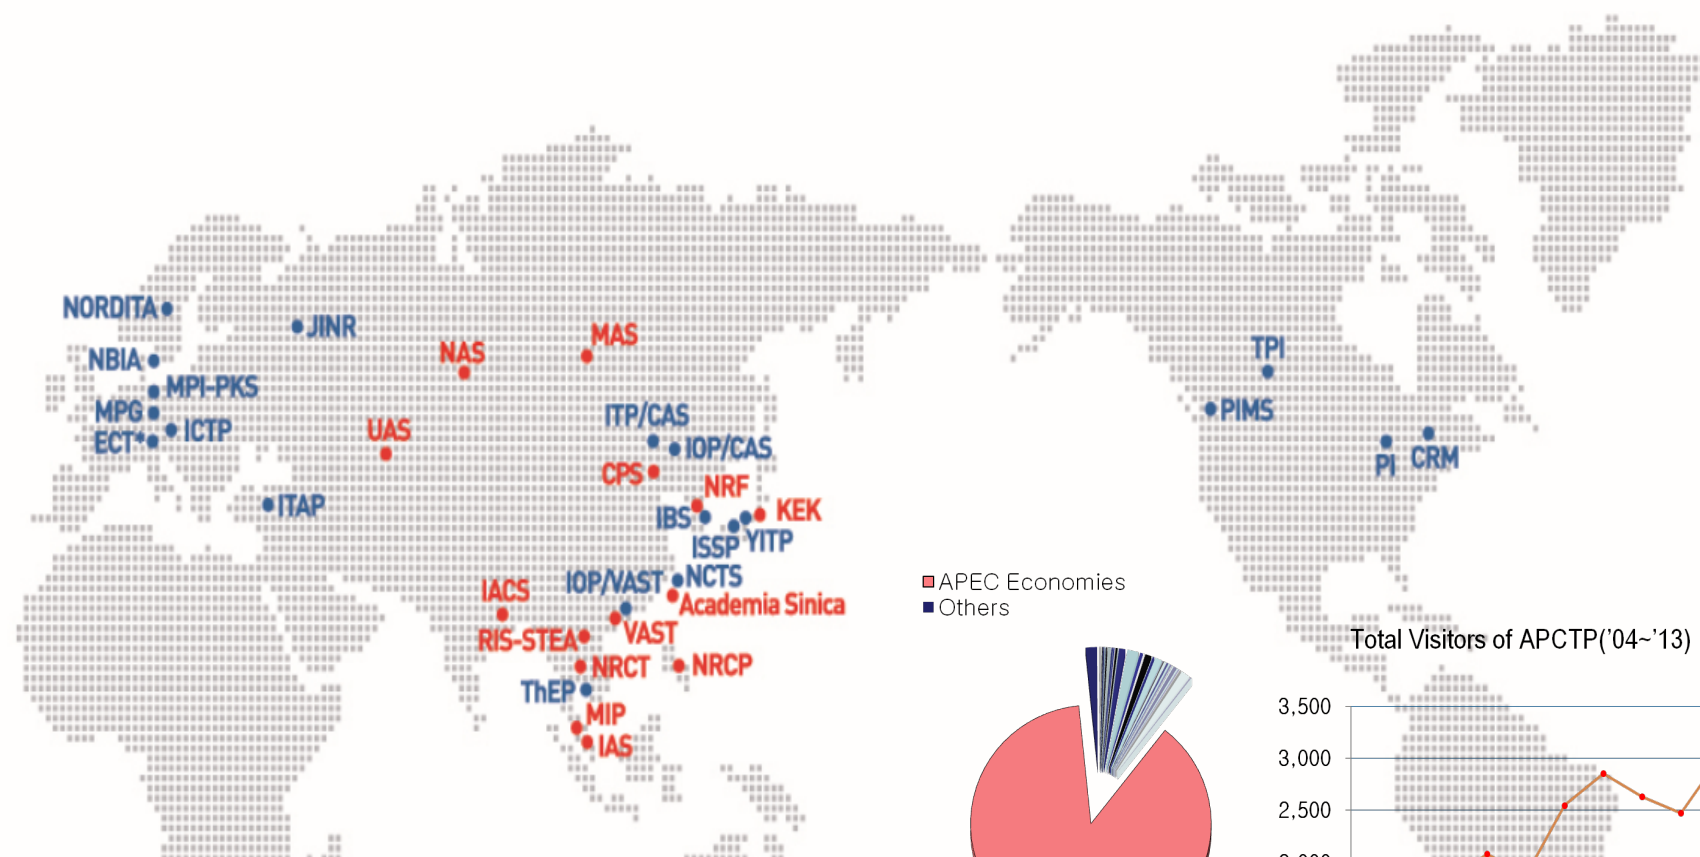 NORDITA
JINR
MAS
NBIA
NAS
TPI
MPI-PKS
MPG
ITP/CAS
PIMS
ECT*
ICTP
UAS
IOP/CAS
PI
CRM
CPS
NRF
ITAP
IBS
KEK
ISSP
YITP
IOP/VAST
NCTS
IACS
Academia Sinica
RIS-STEA
VAST
NRCT
NRCP
ThEP
MIP
IAS
APEC Economies
Others
Total Visitors of APCTP('04~'13)
3,500
3,000
2,500